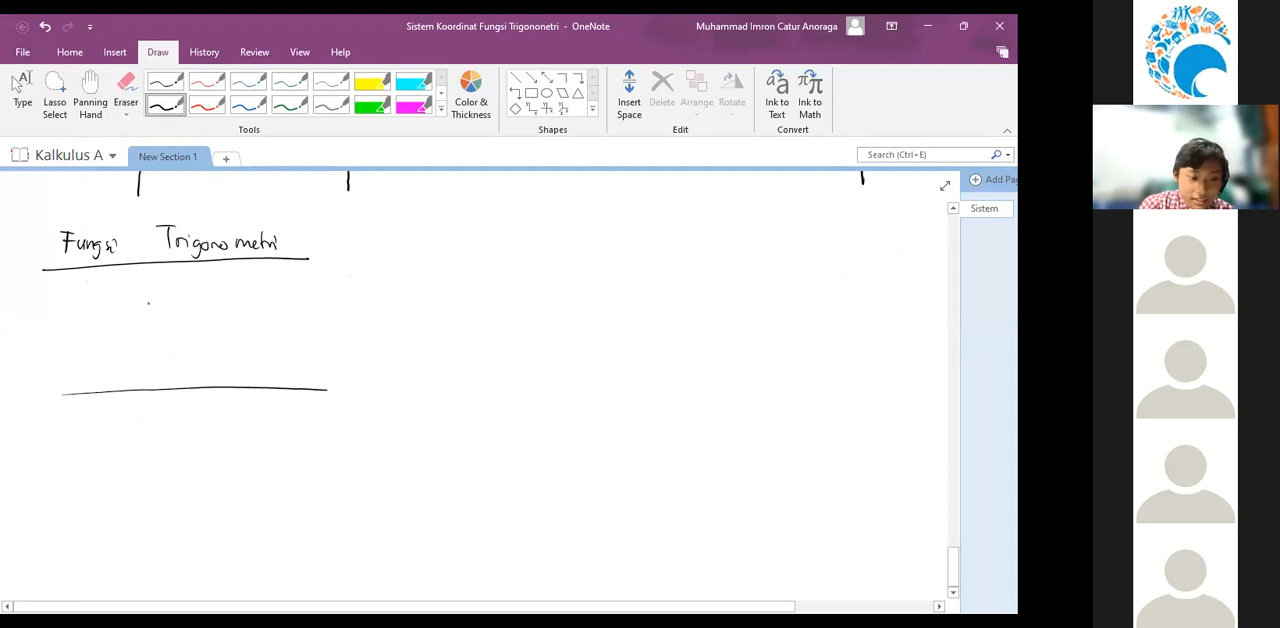 Sistem Koordinat Fungsi Trigononetri - OneNote
Muhammad Imron Catur Anoraga
File Home Insert Draw History Review View Help
Type
Lasso Select
Panning Hand
Eraser
Color & Thickness
Insert Space
Delete
Arrange
Rotate
Ink to Text
Ink to Math
Tools
Shapes
Edit
Convert
Kalkulus A
New Section 1
Search (Ctrl+E)
Add Pag
Sistem
Fungsi Trigonometri